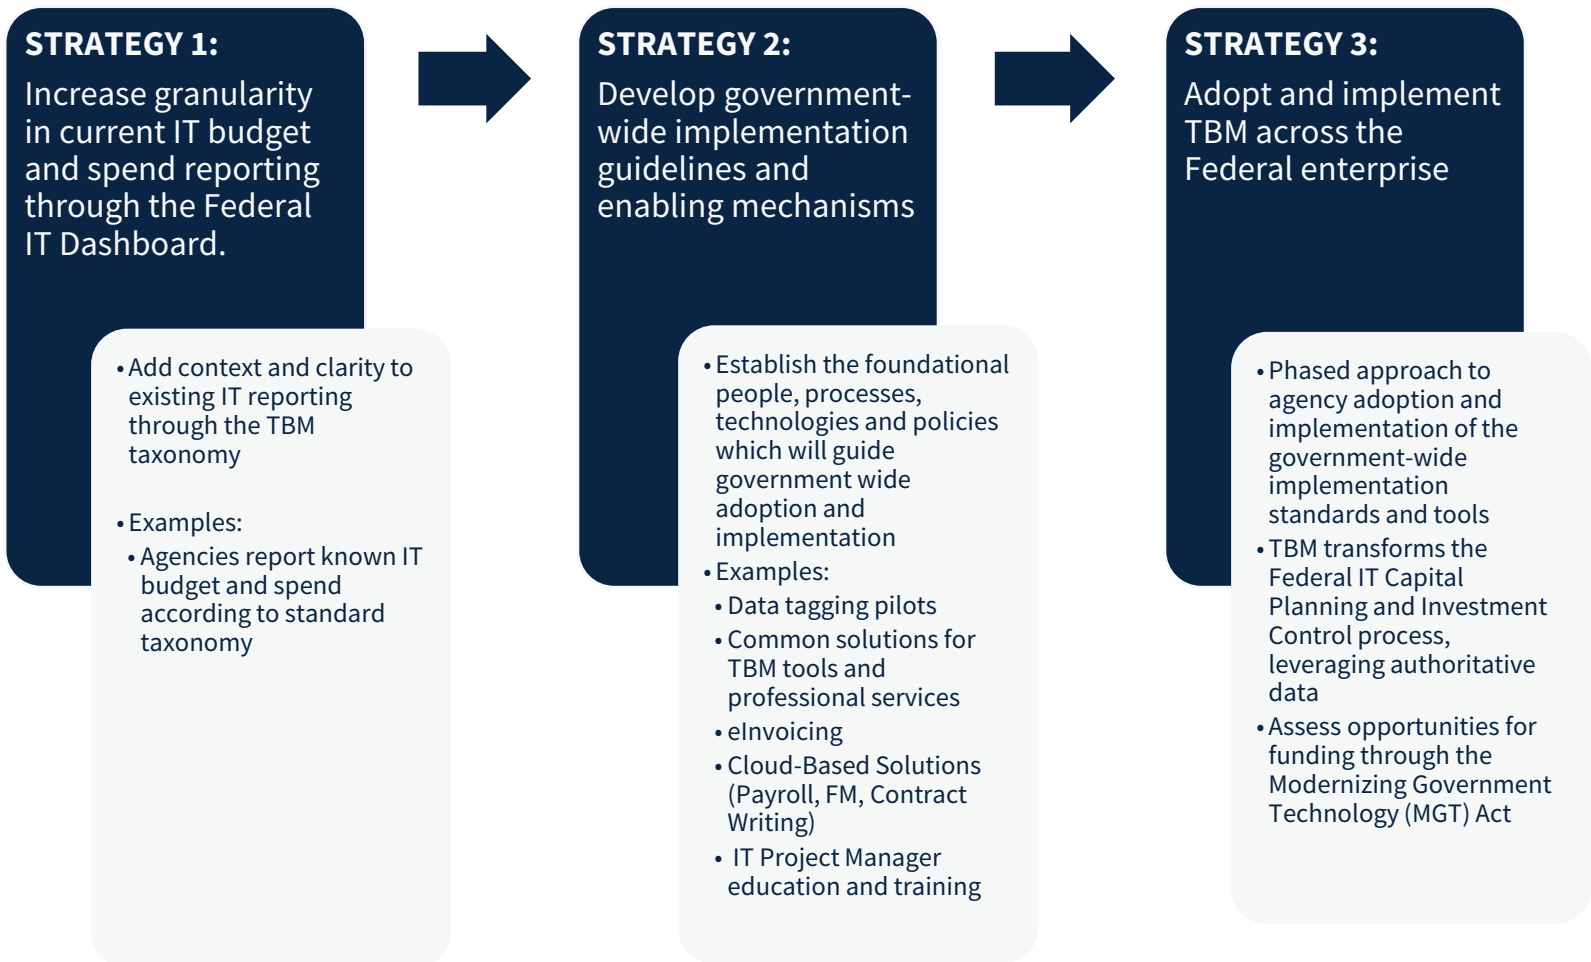 STRATEGY 1:
Increase granularity
in current IT budget
and spend reporting
through the Federal
IT Dashboard.
•Add context and clarity to
existing IT reporting
through the TBM
taxonomy
•Examples:
•Agencies report known IT
budget and spend
according to standard
taxonomy
STRATEGY 2:
Develop government-
wide implementation
guidelines and
enabling mechanisms
•Establish the foundational
people, processes,
technologies and policies
which will guide
government wide
adoption and
implementation
•Examples:
•Data tagging pilots
•Common solutions for
TBM tools and
professional services
•eInvoicing
•Cloud-Based Solutions
(Payroll, FM, Contract
Writing)
• IT Project Manager
education and training
STRATEGY 3:
Adopt and implement
TBM across the
Federal enterprise
•Phased approach to
agency adoption and
implementation of the
government-wide
implementation
standards and tools
•TBM transforms the
Federal IT Capital
Planning and Investment
Control process,
leveraging authoritative
data
•Assess opportunities for
funding through the
Modernizing Government
Technology (MGT) Act